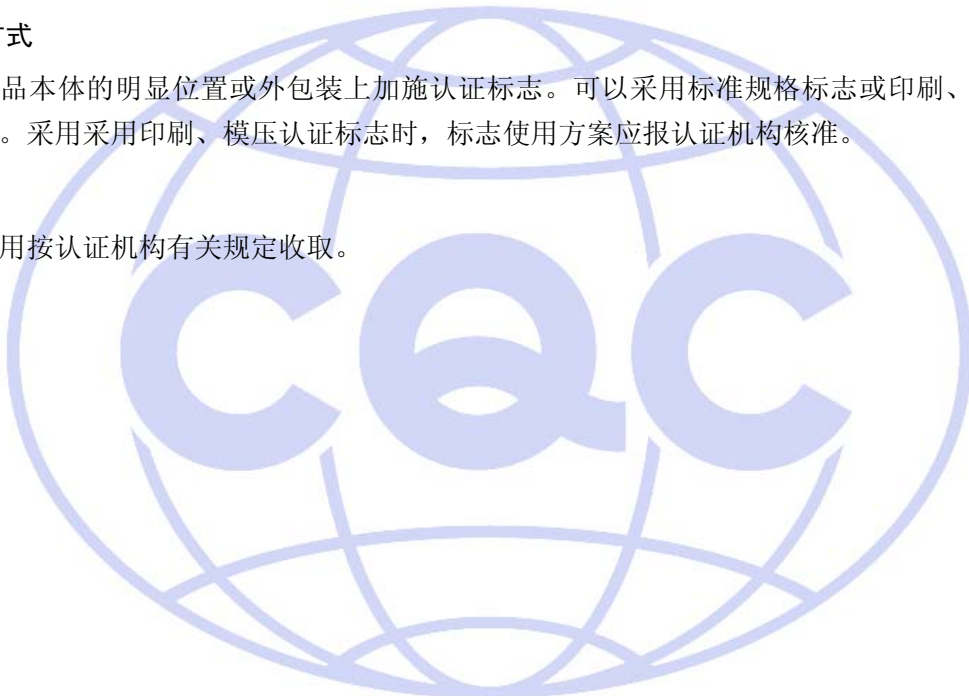 式
品本体的明显位置或外包装上加施认证标志。可以采用标准规格标志或印刷、
。采用采用印刷、模压认证标志时，标志使用方案应报认证机构核准。
用按认证机构有关规定收取。
CQC